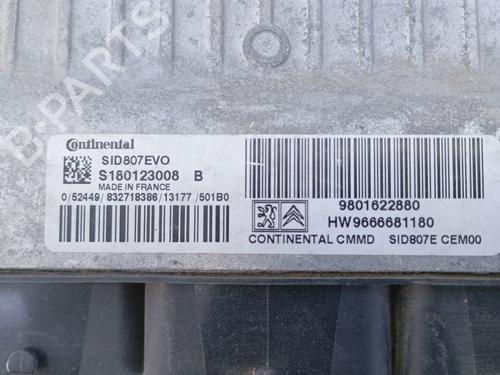 Continental
SID807EVO
S180123008 B
MADE IN FRANCE
0/52449/832718386/13177/501B0
9801622880
HW9666681180
CONTINENTAL CMMD SID807E CEM00
B-PARTS